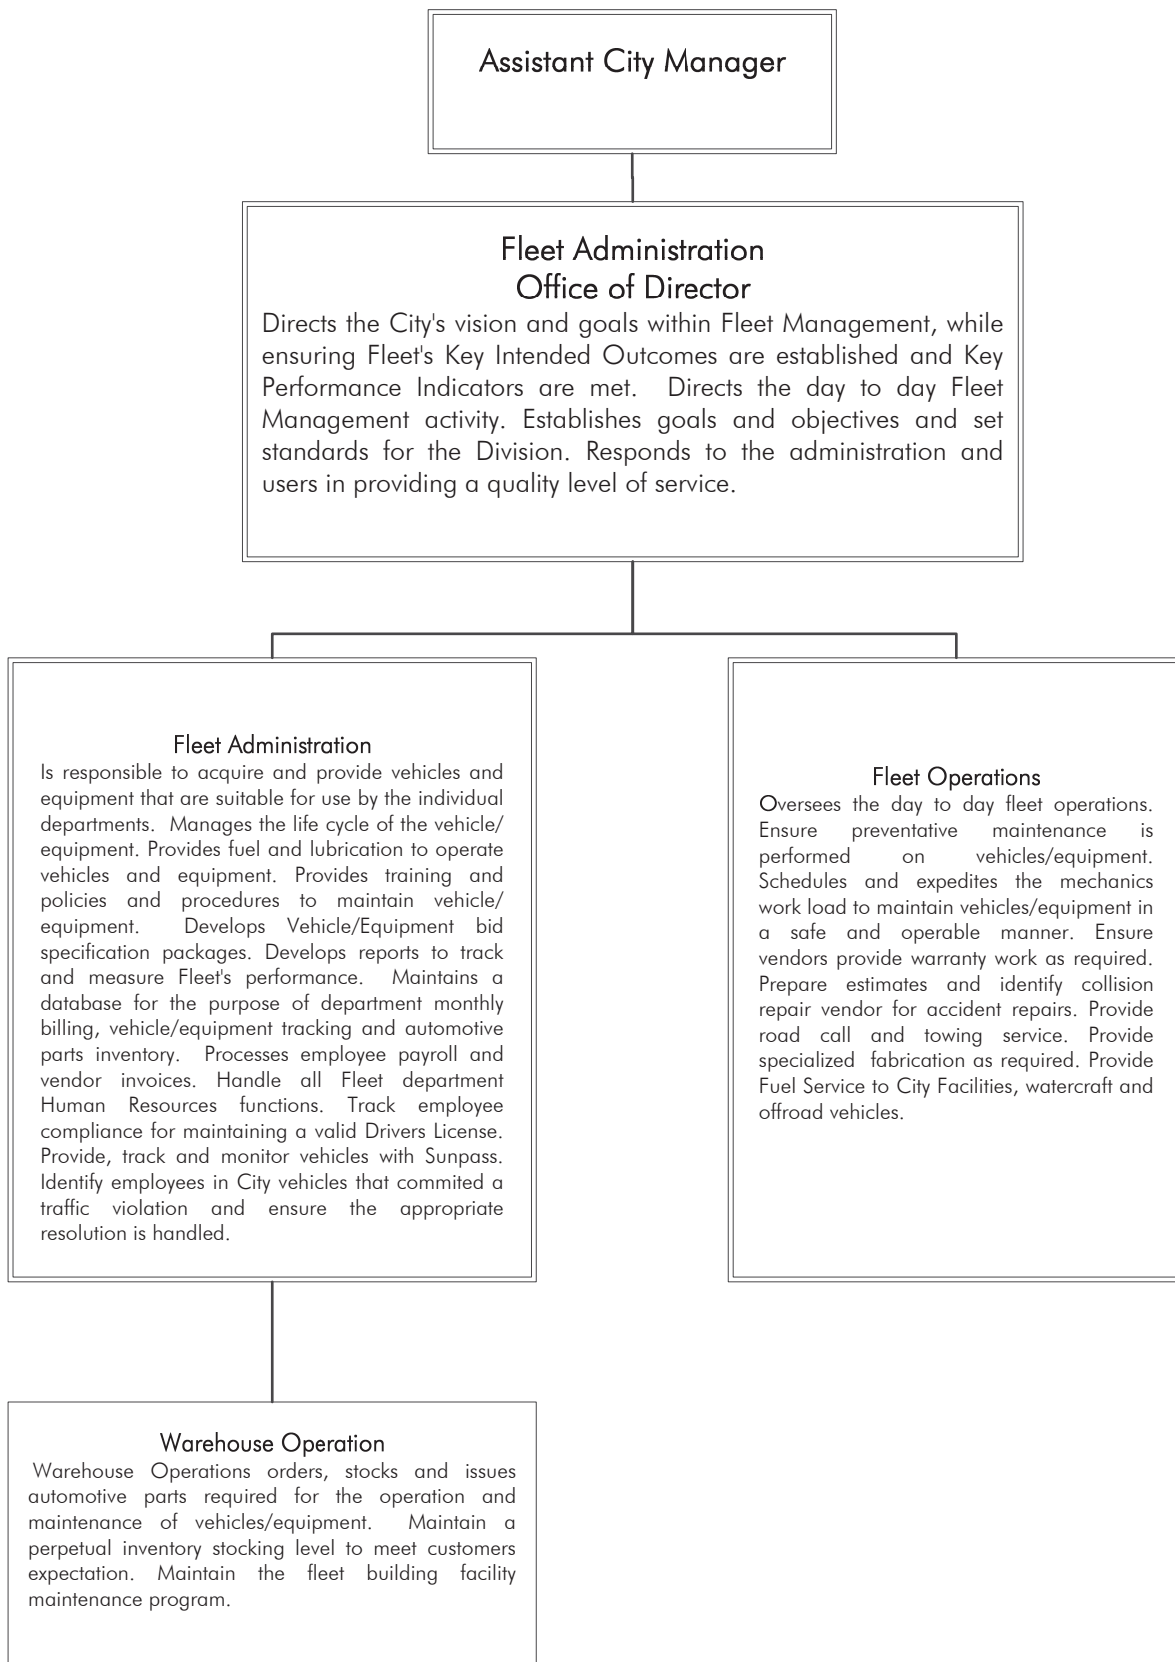 Assistant City Manager
Fleet Administration
Office of Director
Directs the City's vision and goals within Fleet Management, while
ensuring Fleet's Key Intended Outcomes are established and Key
Performance Indicators are met. Directs the day to day Fleet
Management activity. Establishes goals and objectives and set
standards for the Division. Responds to the administration and
users in providing a quality level of service.
Fleet Administration
Is responsible to acquire and provide vehicles and
equipment that are suitable for use by the individual
departments. Manages the life cycle of the vehicle/
equipment. Provides fuel and lubrication to operate
vehicles and equipment. Provides training and
policies and procedures to maintain vehicle/
equipment. Develops Vehicle/Equipment bid
specification packages. Develops reports to track
and measure Fleet's performance. Maintains a
database for the purpose of department monthly
billing, vehicle/equipment tracking and automotive
parts inventory. Processes employee payroll and
vendor invoices. Handle all Fleet department
Human Resources functions. Track employee
compliance for maintaining a valid Drivers License.
Provide, track and monitor vehicles with Sunpass.
Identify employees in City vehicles that commited a
traffic violation and ensure the appropriate
resolution is handled.
Fleet Operations
Oversees the day to day fleet operations.
Ensure preventative maintenance is
performed on vehicles/equipment.
Schedules and expedites the mechanics
work load to maintain vehicles/equipment in
a safe and operable manner. Ensure
vendors provide warranty work as required.
Prepare estimates and identify collision
repair vendor for accident repairs. Provide
road call and towing service. Provide
specialized fabrication as required. Provide
Fuel Service to City Facilities, watercraft and
offroad vehicles.
Warehouse Operation
Warehouse Operations orders, stocks and issues
automotive parts required for the operation and
maintenance of vehicles/equipment. Maintain a
perpetual inventory stocking level to meet customers
expectation. Maintain the fleet building facility
maintenance program.